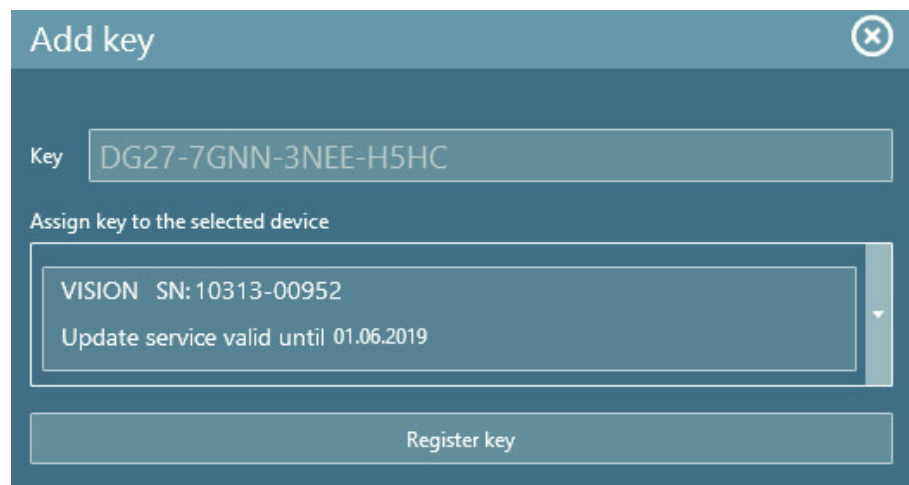 Add key
Key DG27-7GNN-3NEE-H5HC
Assign key to the selected device
VISION SN: 10313-00952
Update service valid until 01.06.2019
Register key